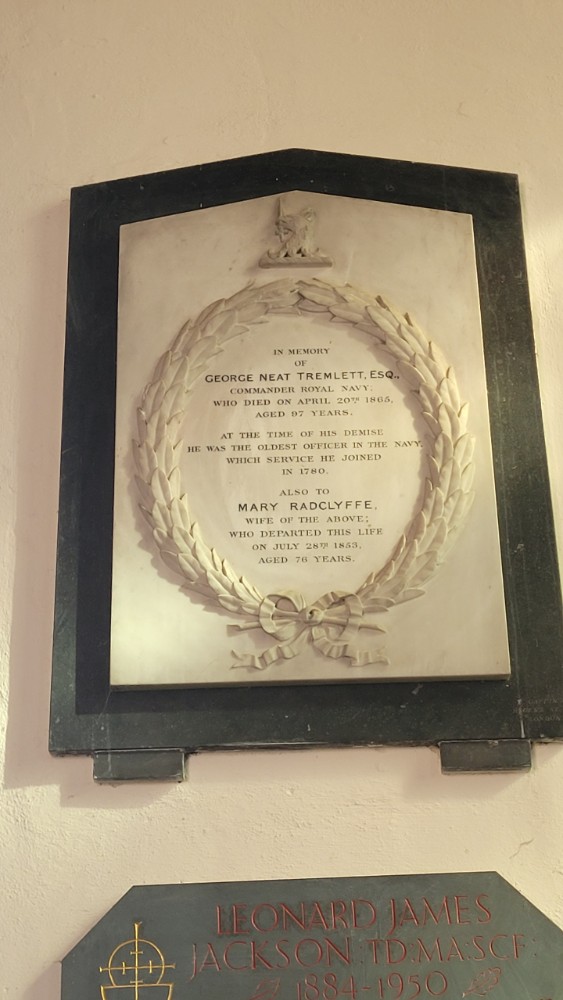 IN MEMORY
OF
GEORGE NEAT TREMLETT, ESQ.,
COMMANDER ROYAL NAVY;
WHO DIED ON APRIL 20TH 1865,
AGED 97 YEARS.
AT THE TIME OF HIS DEMISE
HE WAS THE OLDEST OFFICER IN THE NAVY,
WHICH SERVICE HE JOINED
IN 1780.
ALSO TO
MARY RADCLYFFE,
WIFE OF THE ABOVE;
WHO DEPARTED THIS LIFE
ON JULY 28TH 1853,
AGED 76 YEARS.
LEONARD JAMES
JACKSON:TD:MA:SCF:
1884-1950